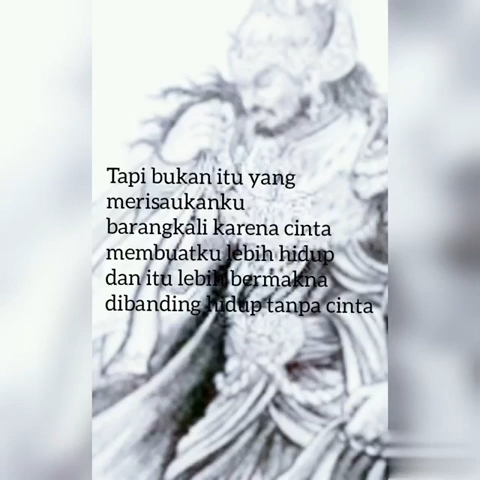 Tapi bukan itu yang
merisaukanku
barangkali karena cinta
membuatku lebih hidup
dan itu lebih bermakna
dibanding hidup tanpa cinta